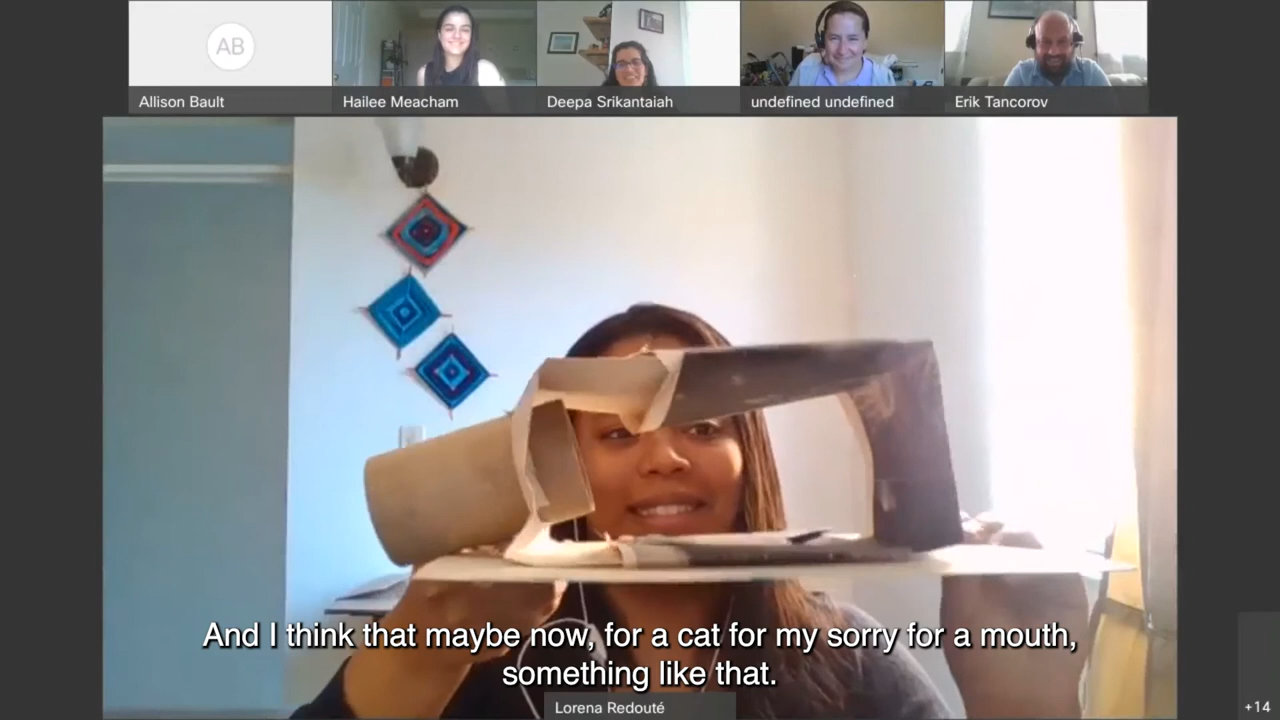 AB
Allison Bault
Hailee Meacham
Deepa Srikantaiah
undefined undefined
Erik Tancorov
And I think that maybe now, for a cat for my sorry for a mouth,
something like that.
Lorena Redouté
+14